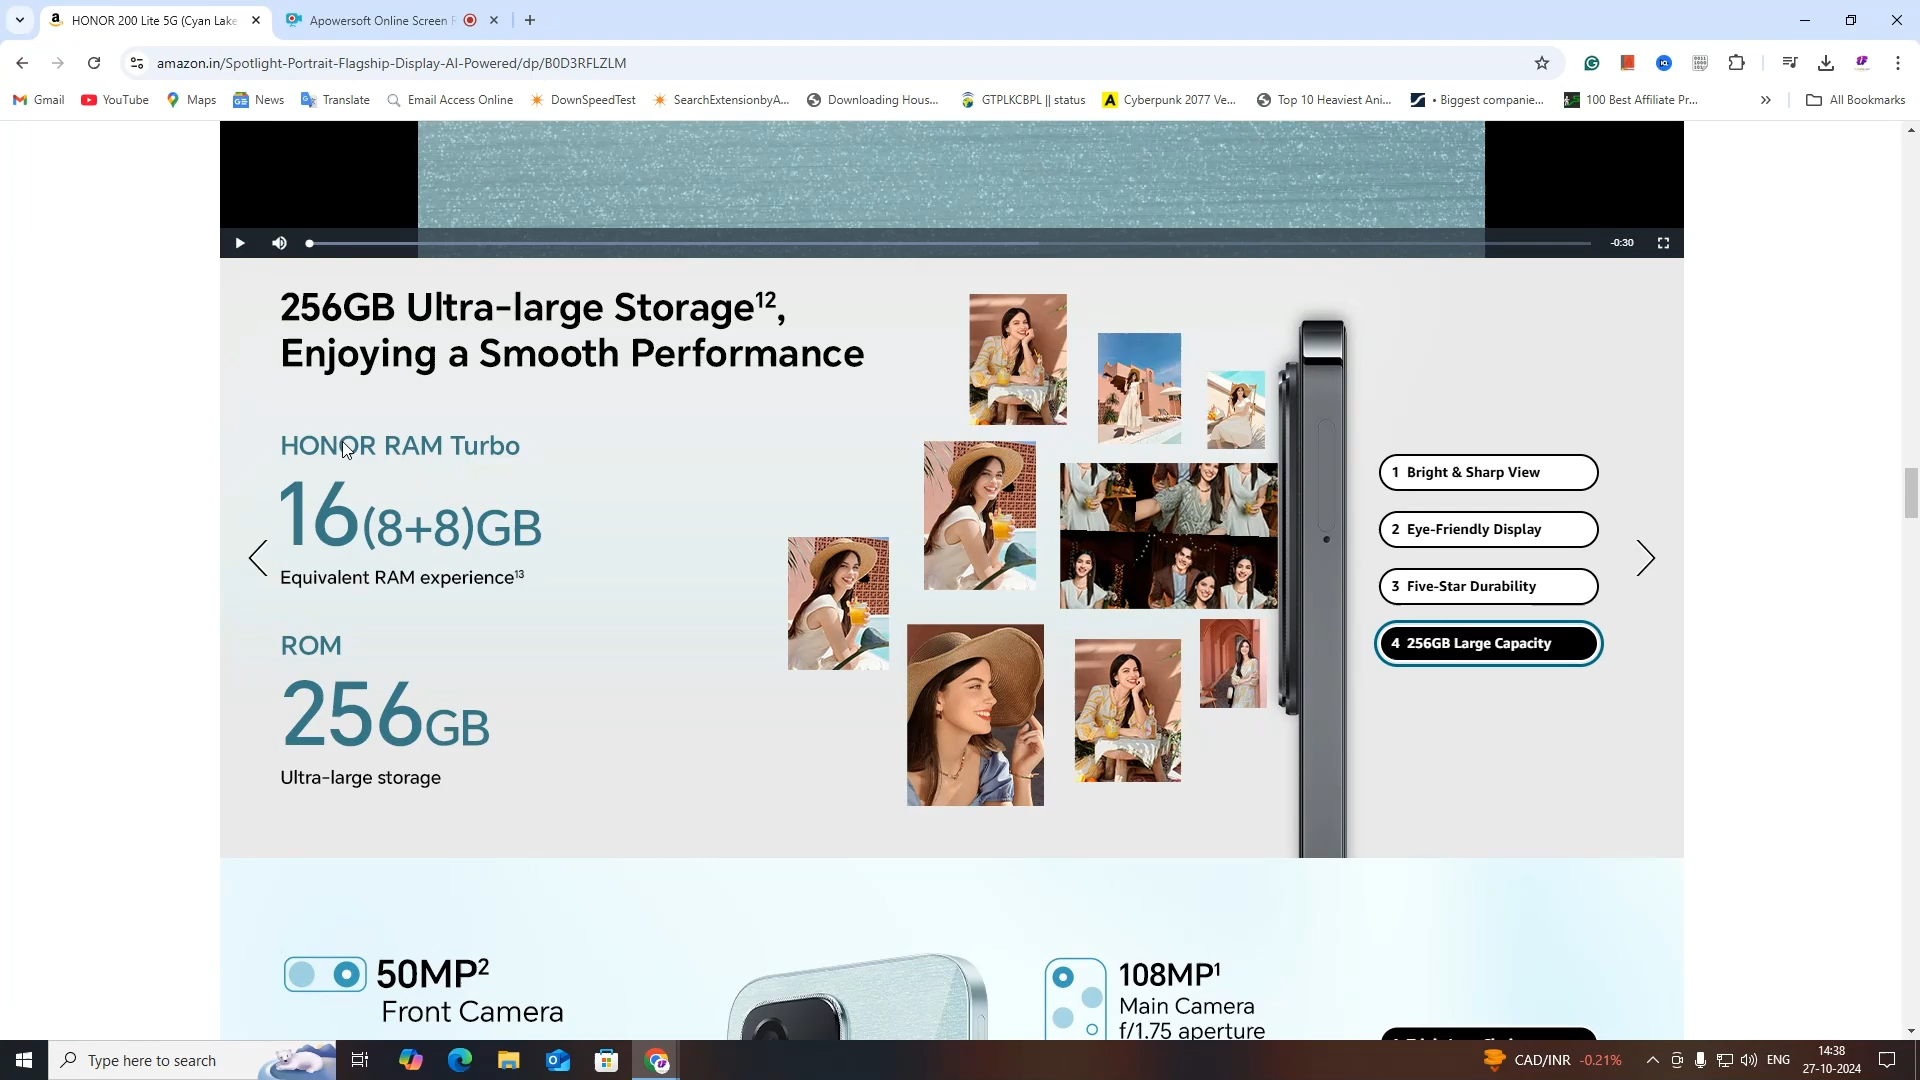 HONOR 200 Lite 5G (Cyan Lake
Apowersoft Online Screen R
amazon.in/Spotlight-Portrait-Flagship-Display-AI-Powered/dp/B0D3RFLZLM
Gmail
YouTube
Maps
News
Translate
Email Access Online
DownSpeedTest
SearchExtensionbyA...
Downloading Hous...
GTPLKCBPL || status
Cyberpunk 2077 Ve...
Top 10 Heaviest Ani...
• Biggest companie...
100 Best Affiliate Pr...
All Bookmarks
-0:30
256GB Ultra-large Storage¹²,
Enjoying a Smooth Performance
HONOR RAM Turbo
16(8+8)GB
Equivalent RAM experience¹³
ROM
256GB
Ultra-large storage
1 Bright & Sharp View
2 Eye-Friendly Display
3 Five-Star Durability
4 256GB Large Capacity
50MP²
Front Camera
108MP¹
Main Camera
f/1.75 aperture
Type here to search
CAD/INR -0.21%
ENG
14:38
27-10-2024